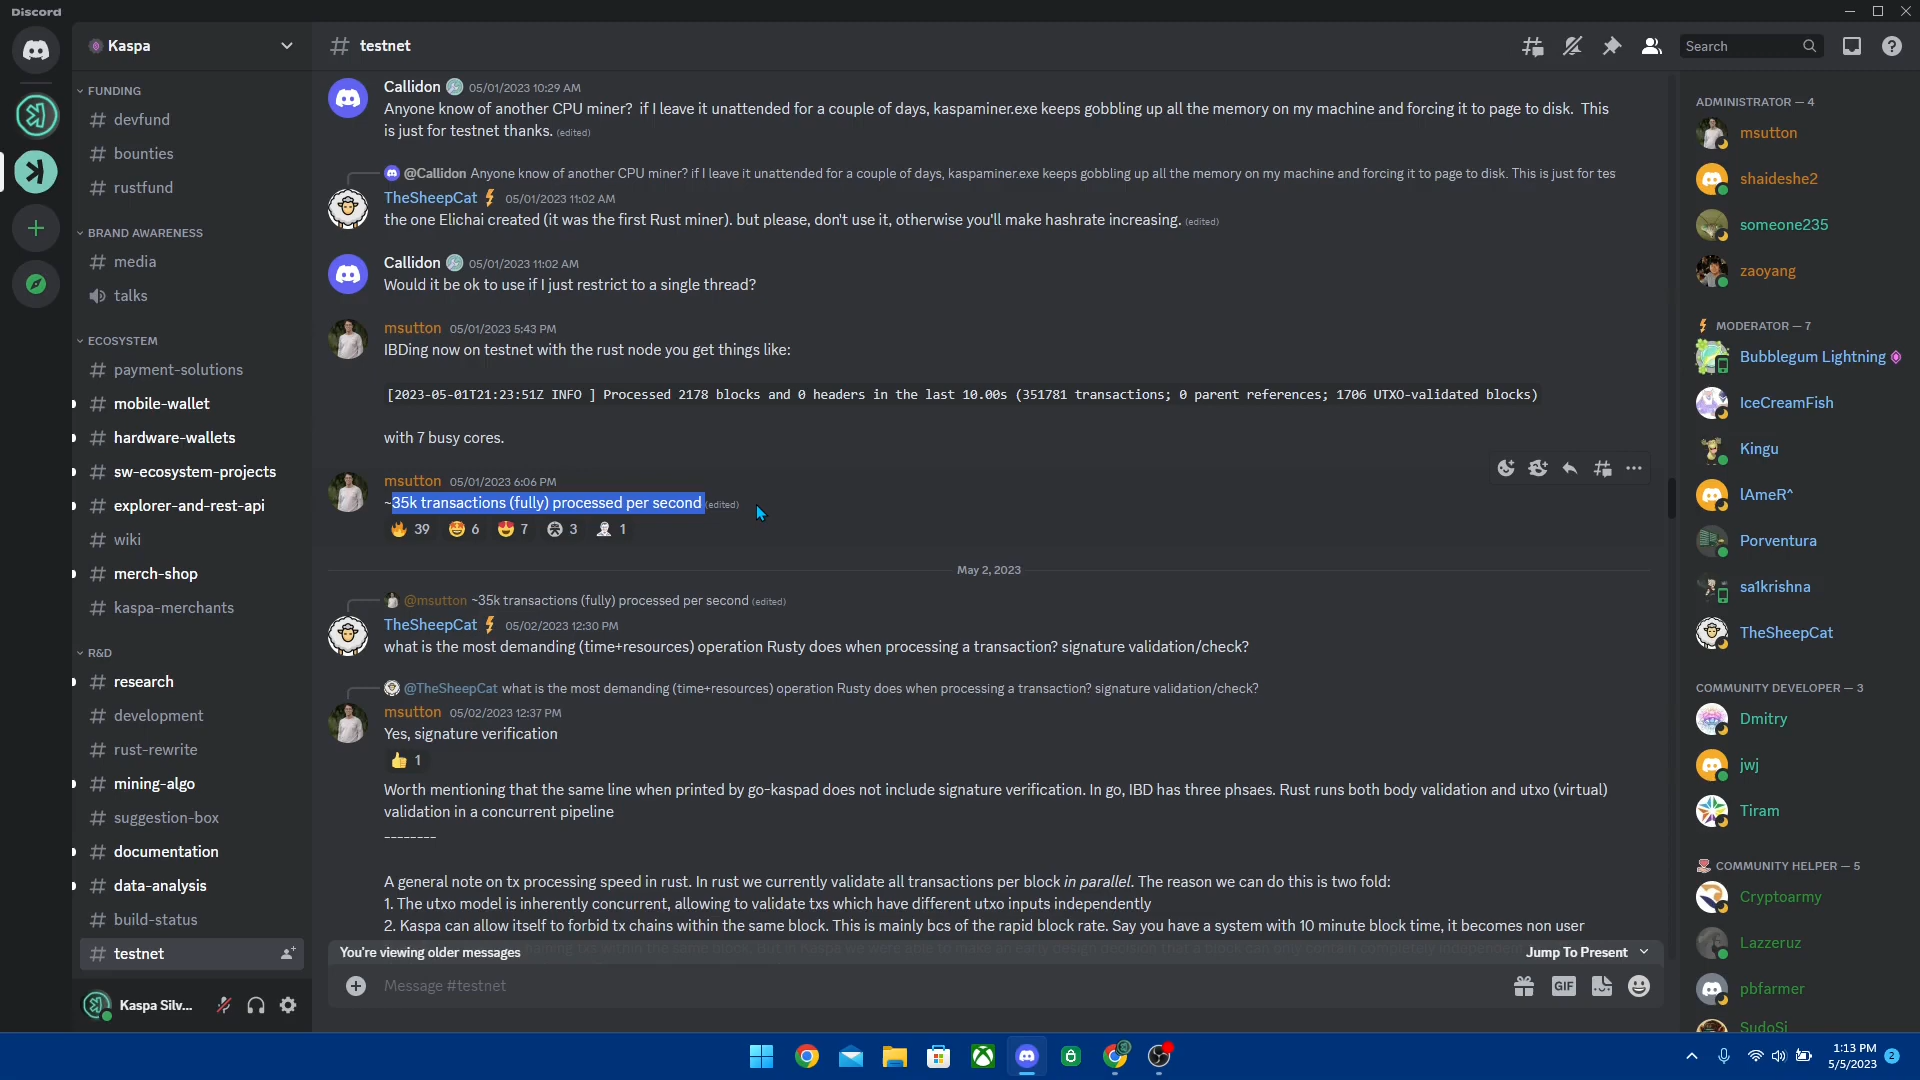 Discord
Kaspa
# testnet
Search
FUNDING
# devfund
# bounties
# rustfund
BRAND AWARENESS
# media
talks
ECOSYSTEM
# payment-solutions
# mobile-wallet
# hardware-wallets
# sw-ecosystem-projects
# explorer-and-rest-api
# wiki
# merch-shop
# kaspa-merchants
R&D
# research
# development
# rust-rewrite
# mining-algo
# suggestion-box
# documentation
# data-analysis
# build-status
# testnet
Kaspa Silv...
Callidon 05/01/2023 10:29 AM
Anyone know of another CPU miner? if I leave it unattended for a couple of days, kaspaminer.exe keeps gobbling up all the memory on my machine and forcing it to page to disk. This
is just for testnet thanks. (edited)
@Callidon Anyone know of another CPU miner? if I leave it unattended for a couple of days, kaspaminer.exe keeps gobbling up all the memory on my machine and forcing it to page to disk. This is just for tes
TheSheepCat 05/01/2023 11:02 AM
the one Elichai created (it was the first Rust miner). but please, don't use it, otherwise you'll make hashrate increasing. (edited)
Callidon 05/01/2023 11:02 AM
Would it be ok to use if I just restrict to a single thread?
msutton 05/01/2023 5:43 PM
IBDing now on testnet with the rust node you get things like:
[2023-05-01T21:23:51Z INFO ] Processed 2178 blocks and 0 headers in the last 10.00s (351781 transactions; 0 parent references; 1706 UTXO-validated blocks)
with 7 busy cores.
msutton 05/01/2023 6:06 PM
~35k transactions (fully) processed per second (edited)
39 6 7 3 1
May 2, 2023
@msutton ~35k transactions (fully) processed per second (edited)
TheSheepCat 05/02/2023 12:30 PM
what is the most demanding (time+resources) operation Rusty does when processing a transaction? signature validation/check?
@TheSheepCat what is the most demanding (time+resources) operation Rusty does when processing a transaction? signature validation/check?
msutton 05/02/2023 12:37 PM
Yes, signature verification
1
Worth mentioning that the same line when printed by go-kaspad does not include signature verification. In go, IBD has three phsaes. Rust runs both body validation and utxo (virtual)
validation in a concurrent pipeline
--------
A general note on tx processing speed in rust. In rust we currently validate all transactions per block in parallel. The reason we can do this is two fold:
1. The utxo model is inherently concurrent, allowing to validate txs which have different utxo inputs independently
2. Kaspa can allow itself to forbid tx chains within the same block. This is mainly bcs of the rapid block rate. Say you have a system with 10 minute block time, it becomes non user
You're viewing older messages
Jump To Present
Message #testnet
GIF
ADMINISTRATOR — 4
msutton
shaideshe2
someone235
zaoyang
MODERATOR — 7
Bubblegum Lightning
IceCreamFish
Kingu
lAmeR^
Porventura
sa1krishna
TheSheepCat
COMMUNITY DEVELOPER — 3
Dmitry
jwj
Tiram
COMMUNITY HELPER — 5
Cryptoarmy
Lazzeruz
pbfarmer
SudoSi
1:13 PM
5/5/2023
2